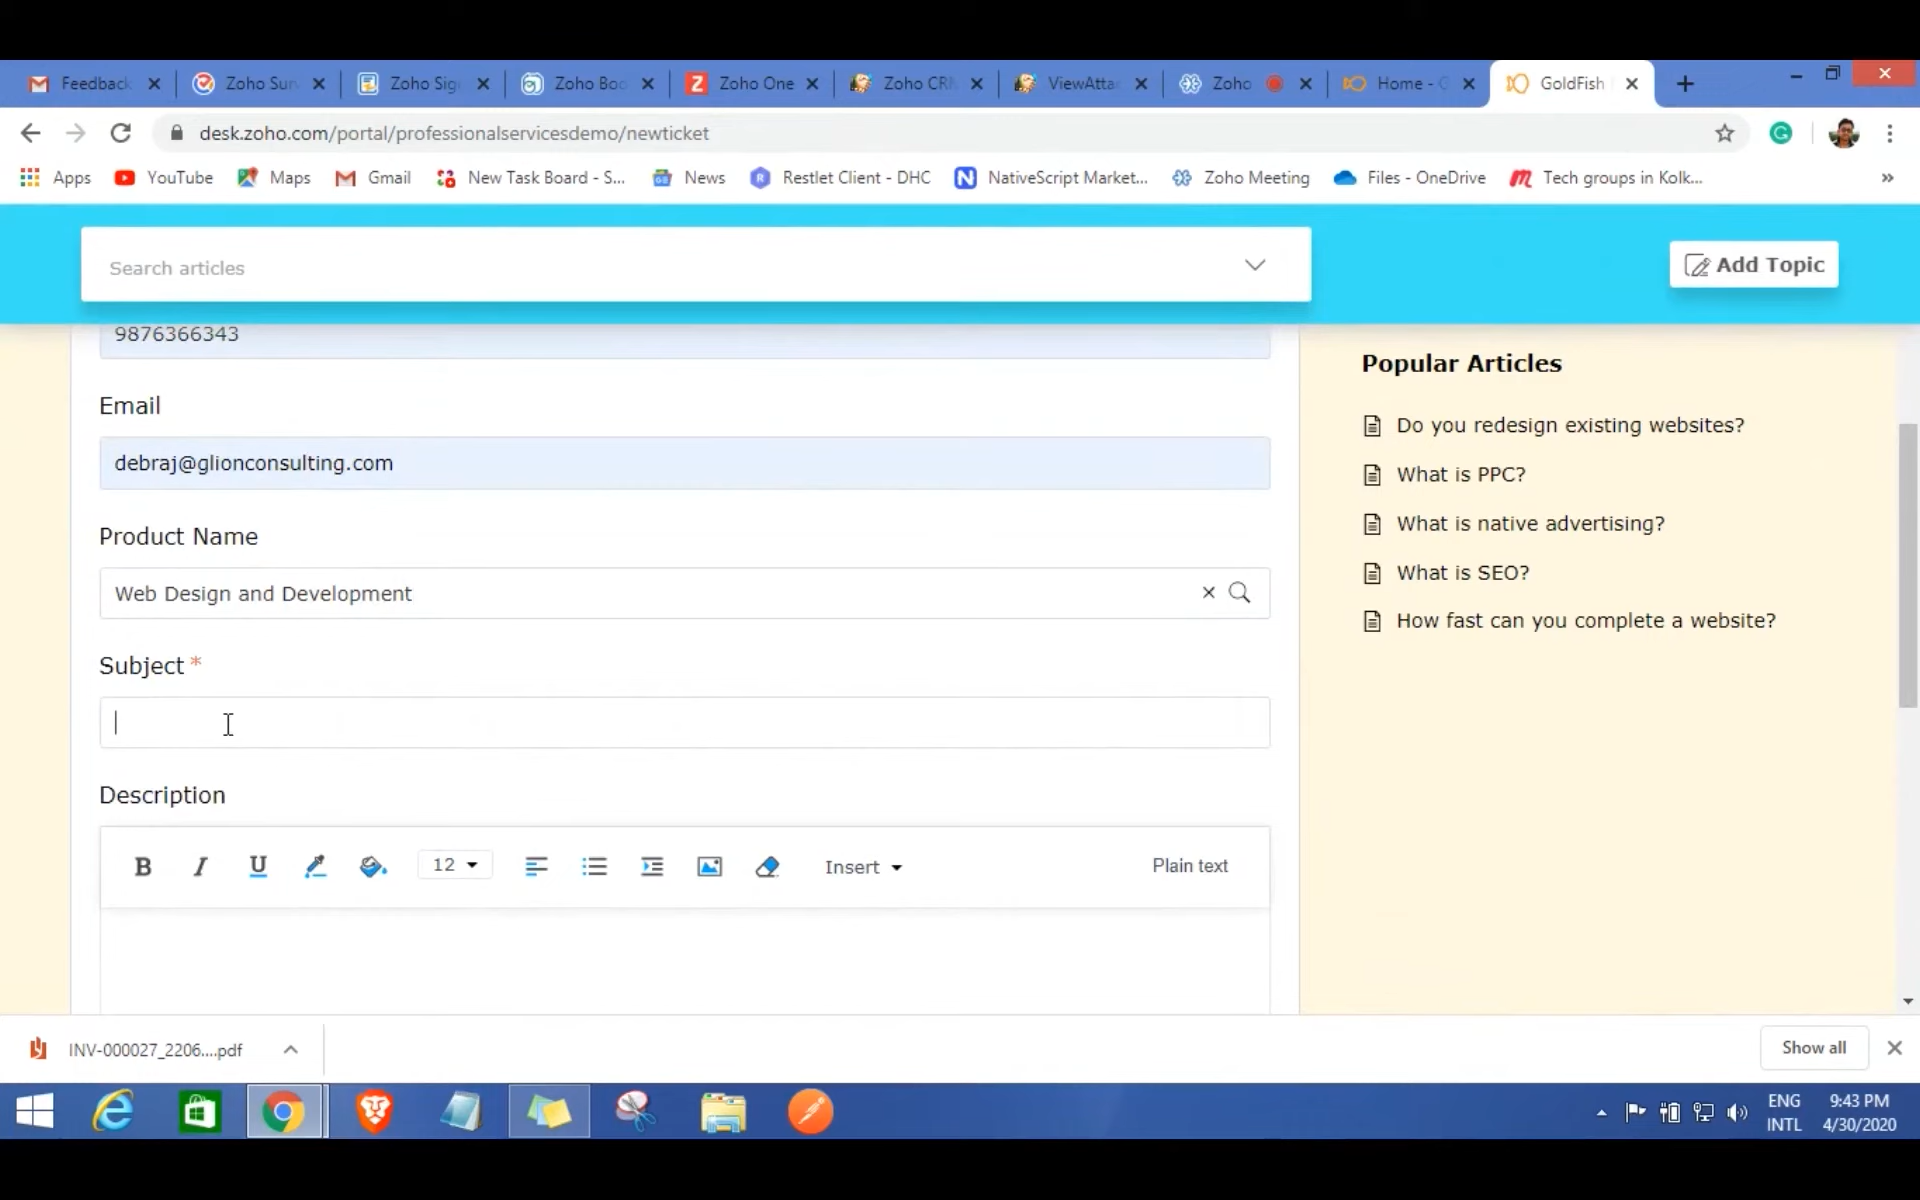 Feedback
Zoho Sur
Zoho Sig
Zoho Boo
Zoho One
Zoho CR
ViewAtta
Zoho
Home - G
GoldFish
desk.zoho.com/portal/professionalservicesdemo/newticket
Apps
YouTube
Maps
Gmail
New Task Board - S...
News
Restlet Client - DHC
NativeScript Market...
Zoho Meeting
Files - OneDrive
Tech groups in Kolk...
»
Search articles
Add Topic
9876366343
Email
debraj@glionconsulting.com
Product Name
Web Design and Development
Subject *
Description
B I U 12 Insert Plain text
Popular Articles
Do you redesign existing websites?
What is PPC?
What is native advertising?
What is SEO?
How fast can you complete a website?
INV-000027_2206....pdf
Show all
ENG
INTL
9:43 PM
4/30/2020